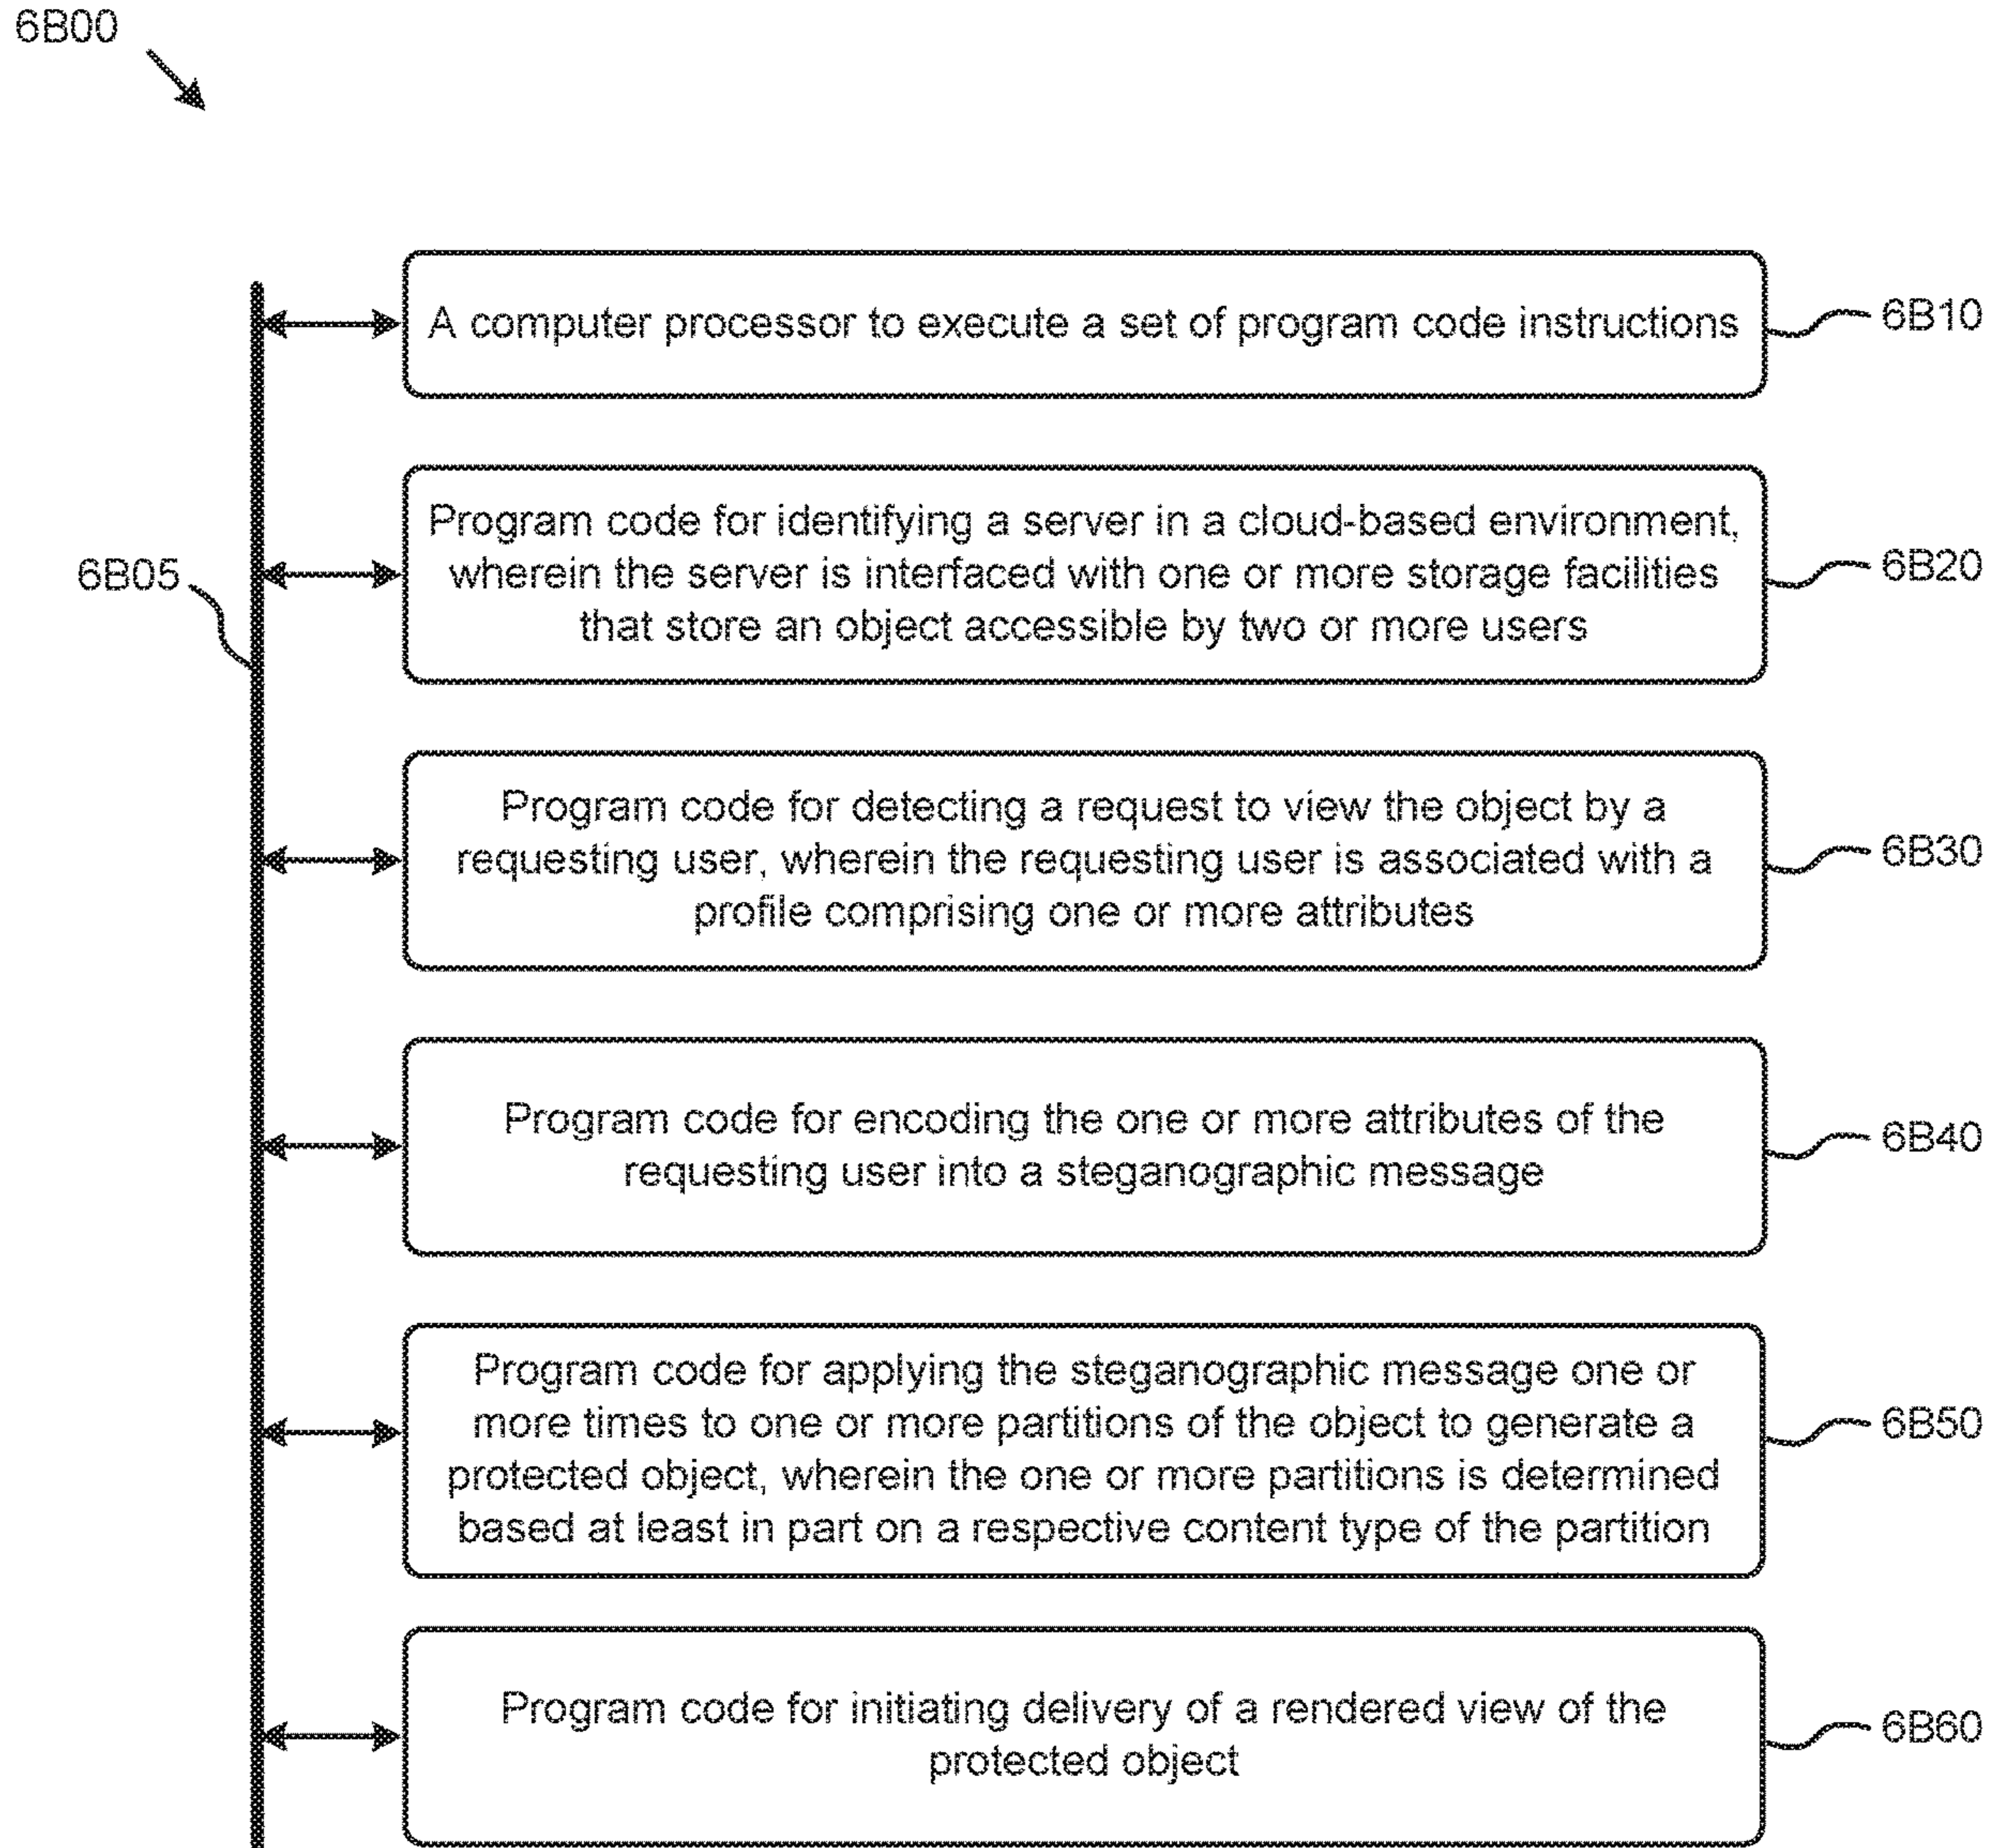 6B00
A computer processor to execute a set of program code instructions
6B10
Program code for identifying a server in a cloud-based environment,
wherein the server is interfaced with one or more storage facilities
that store an object accessible by two or more users
6B20
6B05
Program code for detecting a request to view the object by a
requesting user, wherein the requesting user is associated with a
profile comprising one or more attributes
6B30
Program code for encoding the one or more attributes of the
requesting user into a steganographic message
6B40
Program code for applying the steganographic message one or
more times to one or more partitions of the object to generate a
protected object, wherein the one or more partitions is determined
based at least in part on a respective content type of the partition
6B50
Program code for initiating delivery of a rendered view of the
protected object
6B60